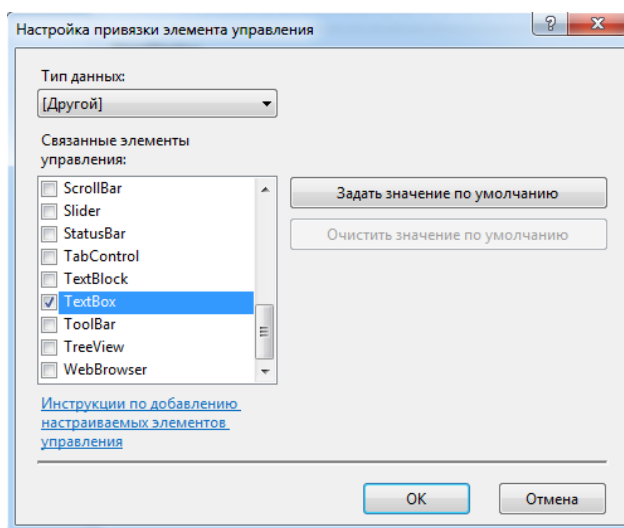 Настройка привязки элемента управления
Тип данных:
[Другой]
Связанные элементы
управления:
ScrollBar
Slider
StatusBar
TabControl
TextBlock
TextBox
ToolBar
TreeView
WebBrowser
Задать значение по умолчанию
Очистить значение по умолчанию
Инструкции по добавлению
настраиваемых элементов
управления
ОК
Отмена